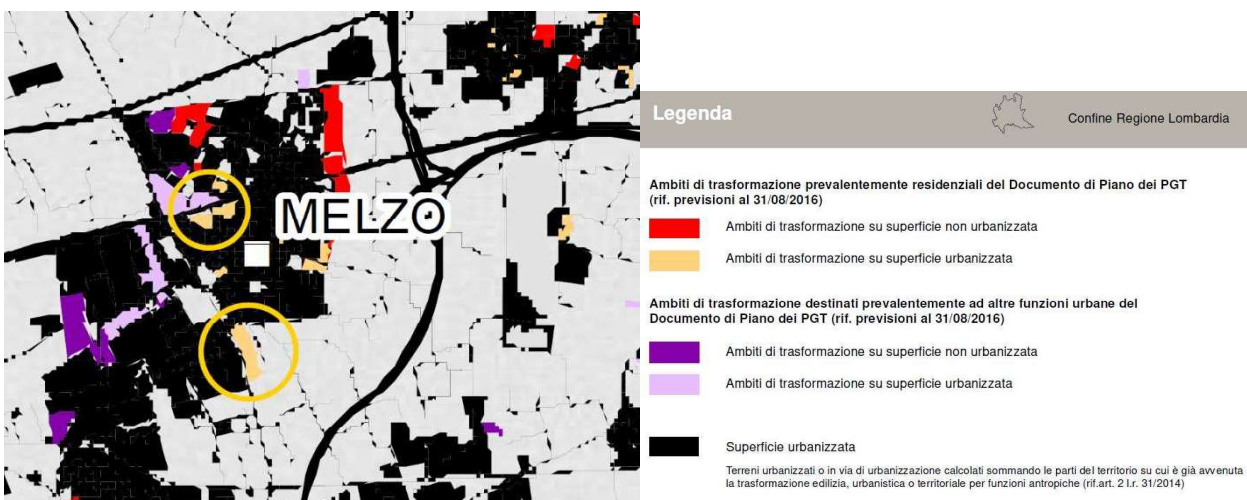 MELZO
Legenda
Confine Regione Lombardia
Ambiti di trasformazione prevalentemente residenziali del Documento di Piano dei PGT
(rif. previsioni al 31/08/2016)
Ambiti di trasformazione su superficie non urbanizzata
Ambiti di trasformazione su superficie urbanizzata
Ambiti di trasformazione destinati prevalentemente ad altre funzioni urbane del
Documento di Piano dei PGT (rif. previsioni al 31/08/2016)
Ambiti di trasformazione su superficie non urbanizzata
Ambiti di trasformazione su superficie urbanizzata
Superficie urbanizzata
Terreni urbanizzati o in via di urbanizzazione calcolati sommando le parti del territorio su cui è già avvenuta
la trasformazione edilizia, urbanistica o territoriale per funzioni antropiche (rif.art. 2 l.r. 31/2014)